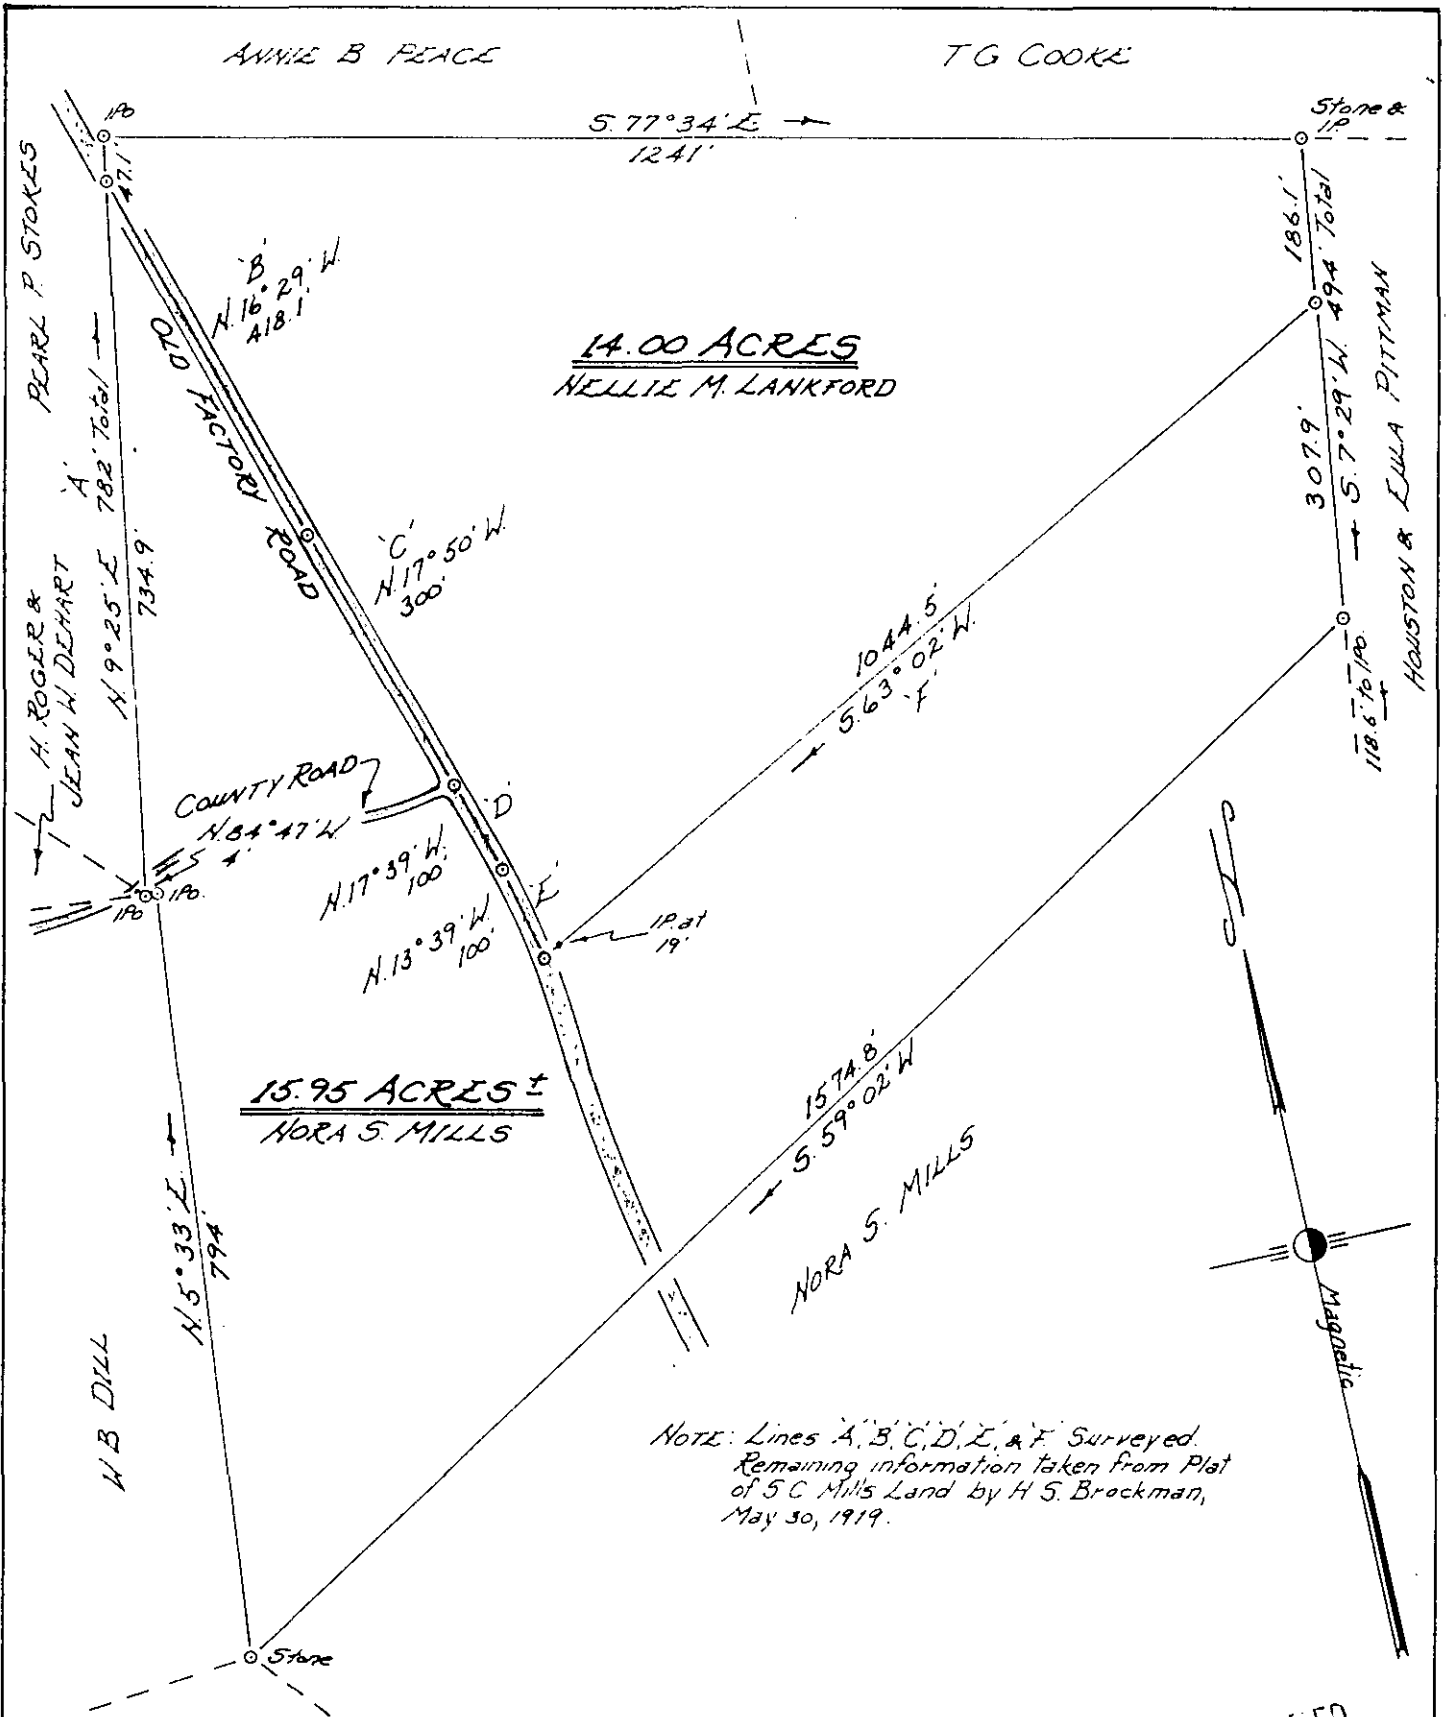 ANNIE B PEACE
T G COOKE
IPo
S. 77° 34' E
1241'
Stone &
IP
47.1'
PEARL P. STOKES
186.1'
494' Total
S. 7° 29' W.
307.9'
HOUSTON & EULA PITTMAN
118.6' to IPo.
'B'
N. 16° 29' W.
418.1'
OLD FACTORY ROAD
14.00 ACRES
NELLIE M. LANKFORD
'A'
N. 9° 25' E 782' Total
734.9'
H. ROGER &
JEAN W. DEHART
'C'
N. 17° 50' W.
300'
1044.5'
S. 63° 02' W.
'F'
COUNTY ROAD
N. 84° 47' W
4'
IPo
IPo.
'D'
N. 17° 39' W.
100'
'E'
N. 13° 39' W.
100'
IP. at
19'
15.95 ACRES ±
NORA S. MILLS
1574.8'
S. 59° 02' W
NORA S. MILLS
N. 5° 33' E
794'
W B DILL
Magnetic
NOTE: Lines 'A', 'B', 'C', 'D', 'E', & 'F' Surveyed.
Remaining information taken from Plat
of S C Mills Land by H S. Brockman,
May 30, 1919.
Stone